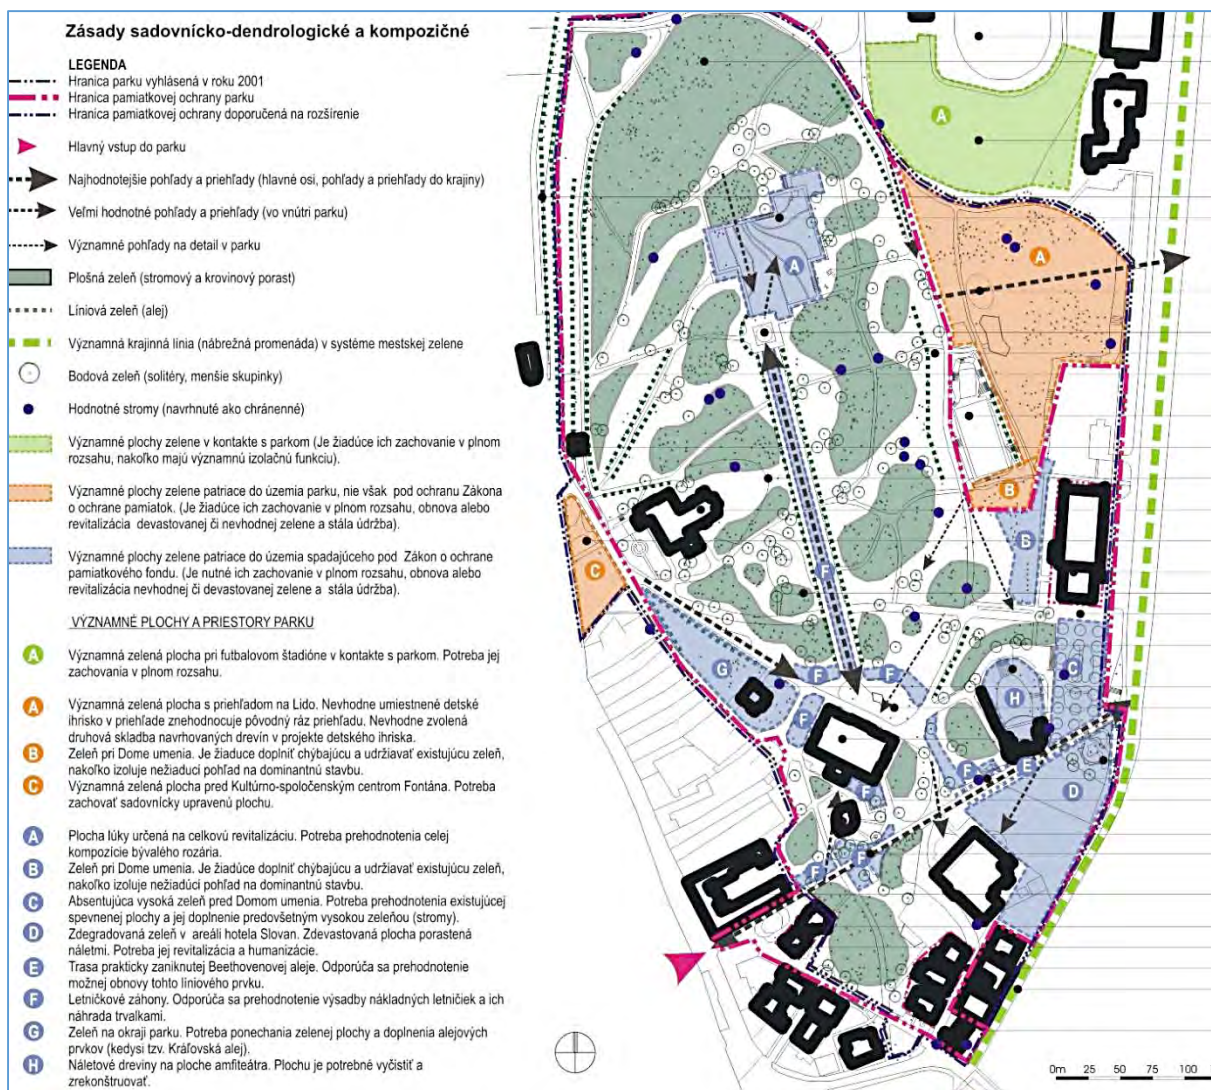 Zásady sadovnícko-dendrologické a kompozičné
LEGENDA
Hranica parku vyhlásená v roku 2001
Hranica pamiatkovej ochrany parku
Hranica pamiatkovej ochrany doporučená na rozšírenie
Hlavný vstup do parku
Najhodnotejšie pohľady a priehľady (hlavné osi, pohľady a priehľady do krajiny)
Veľmi hodnotné pohľady a priehľady (vo vnútri parku)
Významné pohľady na detail v parku
Plošná zeleň (stromový a krovinový porast)
Líniová zeleň (alej)
Významná krajinná línia (nábrežná promenáda) v systéme mestskej zelene
Bodová zeleň (solitéry, menšie skupinky)
Hodnotné stromy (navrhnuté ako chránenné)
Významné plochy zelene v kontakte s parkom (Je žiadúce ich zachovanie v plnom
rozsahu, nakoľko majú významnú izolačnú funkciu).
Významné plochy zelene patriace do územia parku, nie však pod ochranu Zákona
o ochrane pamiatok. (Je žiadúce ich zachovanie v plnom rozsahu, obnova alebo
revitalizácia devastovanej či nevhodnej zelene a stála údržba).
Významné plochy zelene patriace do územia spadajúceho pod Zákon o ochrane
pamiatkového fondu. (Je nutné ich zachovanie v plnom rozsahu, obnova alebo
revitalizácia nevhodnej či devastovanej zelene a stála údržba).
VÝZNAMNÉ PLOCHY A PRIESTORY PARKU
A Významná zelená plocha pri futbalovom štadióne v kontakte s parkom. Potreba jej
zachovania v plnom rozsahu.
A Významná zelená plocha s priehľadom na Lido. Nevhodne umiestnené detské
ihrisko v priehľade znehodnocuje pôvodný ráz priehľadu. Nevhodne zvolená
druhová skladba navrhovaných drevín v projekte detského ihriska.
B Zeleň pri Dome umenia. Je žiaduce doplniť chýbajúcu a udržiavať existujúcu zeleň,
nakoľko izoluje nežiaduci pohľad na dominantnú stavbu.
C Významná zelená plocha pred Kultúrno-spoločenským centrom Fontána. Potreba
zachovať sadovnícky upravenú plochu.
A Plocha lúky určená na celkovú revitalizáciu. Potreba prehodnotenia celej
kompozície bývalého rozária.
B Zeleň pri Dome umenia. Je žiadúce doplniť chýbajúcu a udržiavať existujúcu zeleň,
nakoľko izoluje nežiadúci pohľad na dominantnú stavbu.
C Absentujúca vysoká zeleň pred Domom umenia. Potreba prehodnotenia existujúcej
spevnenej plochy a jej doplnenie predovšetným vysokou zeleňou (stromy).
D Zdegradovaná zeleň v areáli hotela Slovan. Zdevastovaná plocha porastená
náletmi. Potreba jej revitalizácia a humanizácie.
E Trasa prakticky zaniknutej Beethovenovej aleje. Odporúča sa prehodnotenie
možnej obnovy tohto líniového prvku.
F Letničkové záhony. Odporúča sa prehodnotenie výsadby nákladných letničiek a ich
náhrada trvalkami.
G Zeleň na okraji parku. Potreba ponechania zelenej plochy a doplnenia alejových
prvkov (kedysi tzv. Kráľovská alej).
H Náletové dreviny na ploche amfiteátra. Plochu je potrebné vyčistiť a
zrekonštruovať.
A
A
A
B
B
C
F
G
F
F
C
H
F
F
E
F
D
F
F
0m 25 50 75 100